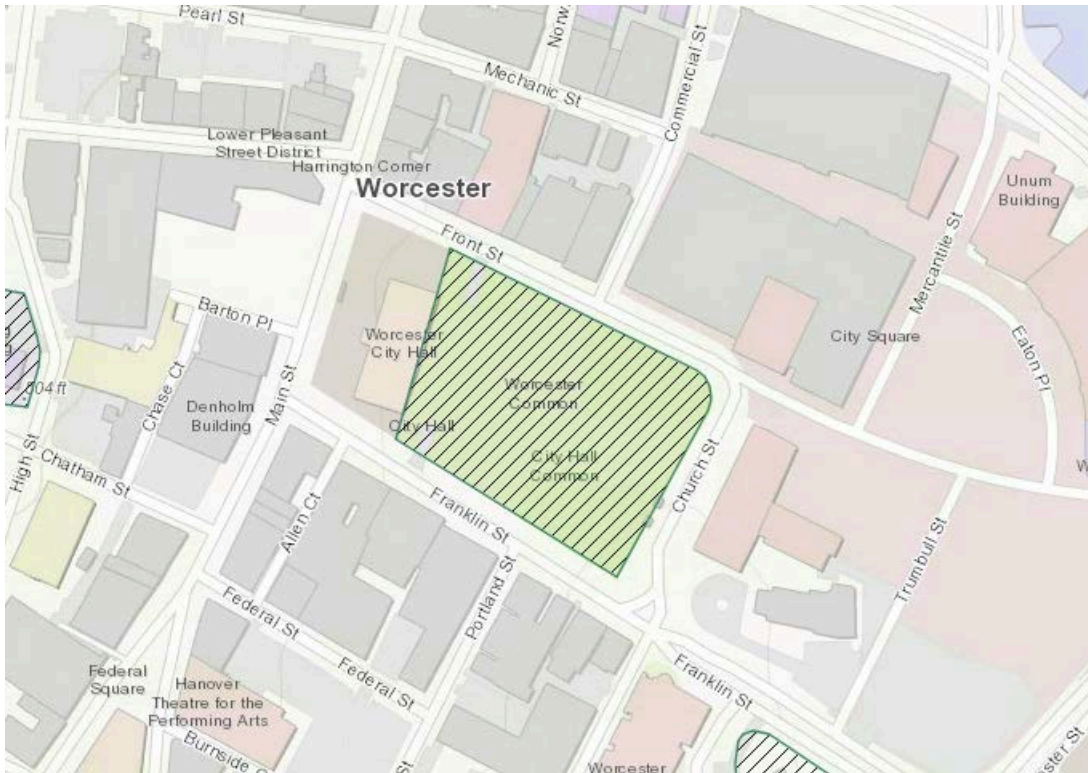 Pearl St
Norw
Commercial St
Mechanic St
Lower Pleasant
Street District
Harrington Corner
Worcester
Unum
Building
Front St
Mercantile St
Barton Pl
Worcester
City Hall
City Square
Eaton Pl
504 ft
Chase Ct
Main St
Worcester
Common
Denholm
Building
City Hall
City Hall
Common
High St
Chatham St
Church St
Allen Ct
Franklin St
Trumbull St
Portland St
Federal St
Federal St
Franklin St
Federal
Square
Hanover
Theatre for the
Performing Arts
Burnside
St
Worcester
ster St
W